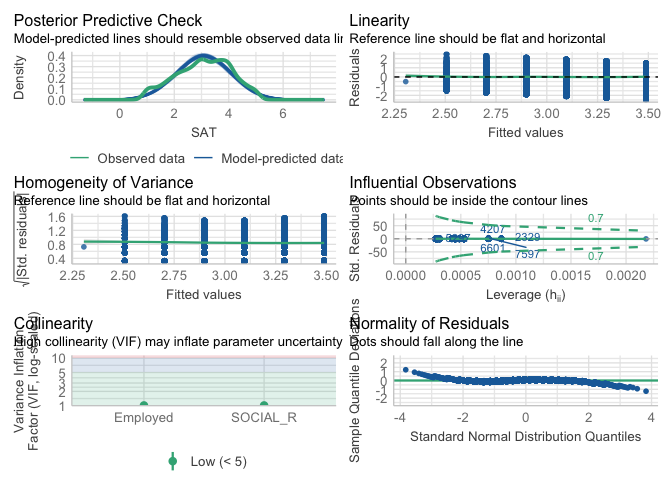 Posterior Predictive Check
Model-predicted lines should resemble observed data lin
Density
0.4
0.3
0.2
0.1
0.0
0 2 4 6
SAT
Observed data Model-predicted data
Linearity
Reference line should be flat and horizontal
Residuals
2
0
-2
2.25 2.50 2.75 3.00 3.25 3.50
Fitted values
Homogeneity of Variance
Reference line should be flat and horizontal
√|Std. residuals|
1.6
1.2
0.8
0.4
2.25 2.50 2.75 3.00 3.25 3.50
Fitted values
Influential Observations
Points should be inside the contour lines
Std. Residuals
50
0
-50
0.7
4207
2329
6601
7597
0.7
0.0000 0.0005 0.0010 0.0015 0.0020
Leverage (hii)
Collinearity
High collinearity (VIF) may inflate parameter uncertainty
Variance Inflation
Factor (VIF, log-scaled)
10
5
3
2
1
Employed SOCIAL_R
Low (< 5)
Normality of Residuals
Dots should fall along the line
Sample Quantile Deviations
2
1
0
-1
-2
-4 -2 0 2 4
Standard Normal Distribution Quantiles